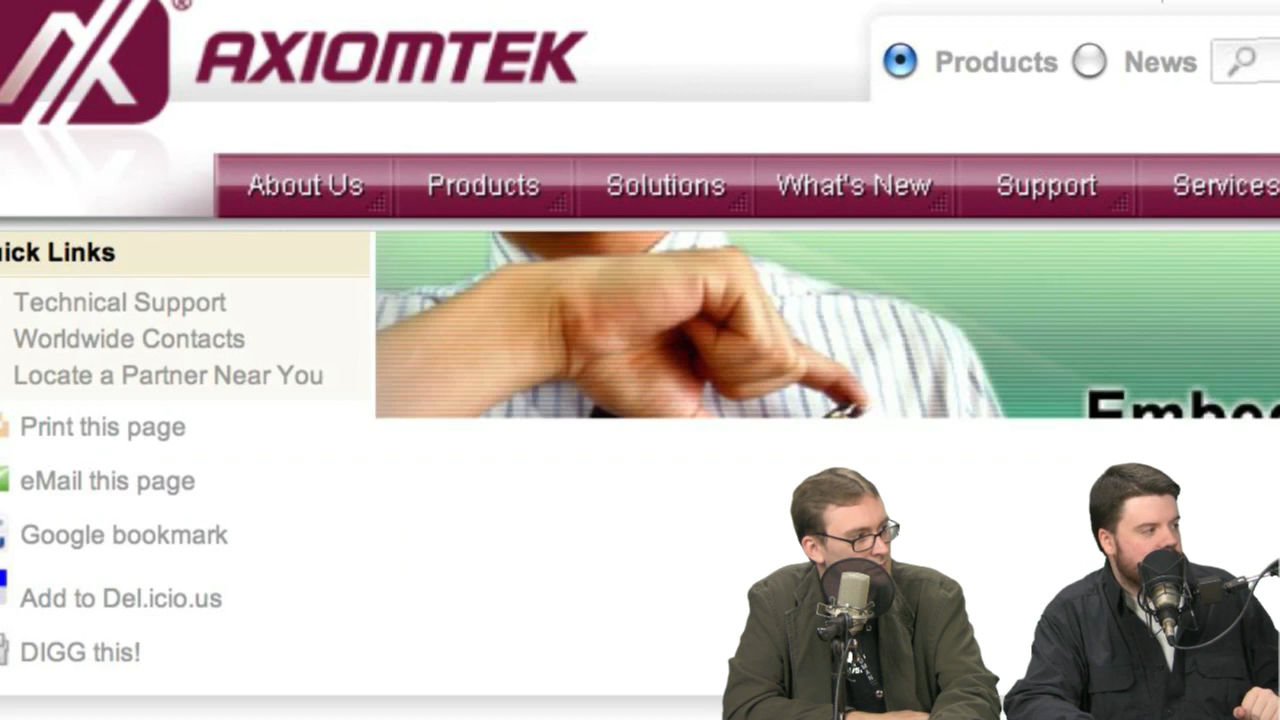 AXIOMTEK®
Products News
About Us Products Solutions What's New Support Services
ick Links
Technical Support
Worldwide Contacts
Locate a Partner Near You
Print this page
eMail this page
Google bookmark
Add to Del.icio.us
DIGG this!